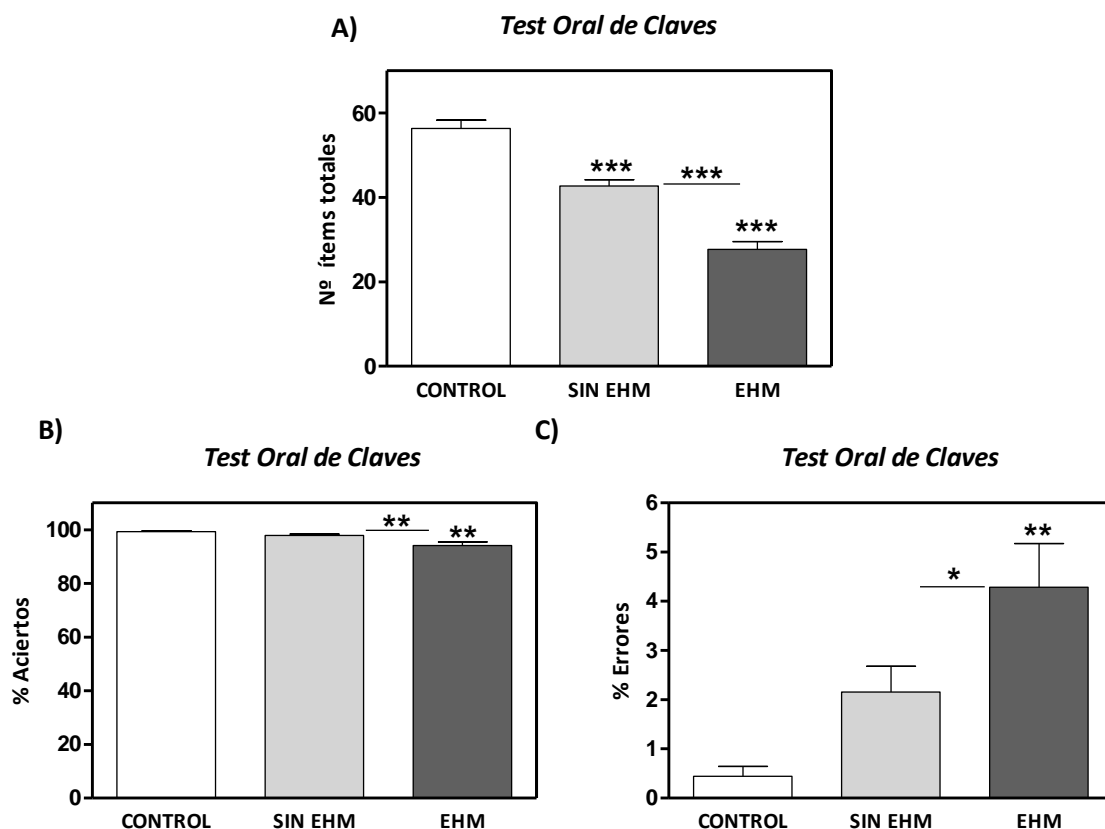 A)
Test Oral de Claves
Nº ítems totales
60
40
20
0
***
***
***
CONTROL
SIN EHM
EHM
B)
Test Oral de Claves
% Aciertos
100
80
60
40
20
0
**
**
CONTROL
SIN EHM
EHM
C)
Test Oral de Claves
% Errores
6
5
4
3
2
1
0
*
**
CONTROL
SIN EHM
EHM